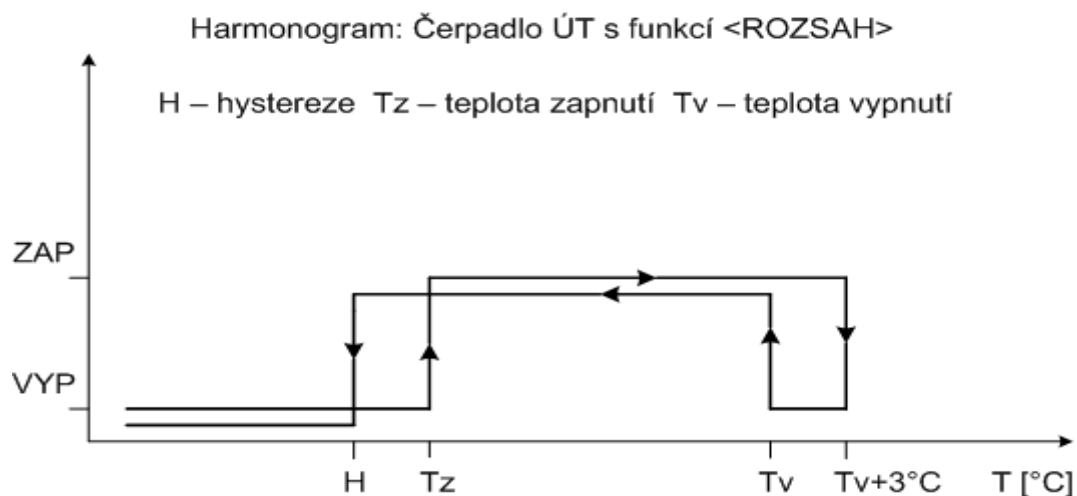 Harmonogram: Čerpadlo ÚT s funkcí <ROZSAH>
H – hystereze Tz – teplota zapnutí Tv – teplota vypnutí
ZAP
VYP
H Tz Tv Tv+3°C T [°C]